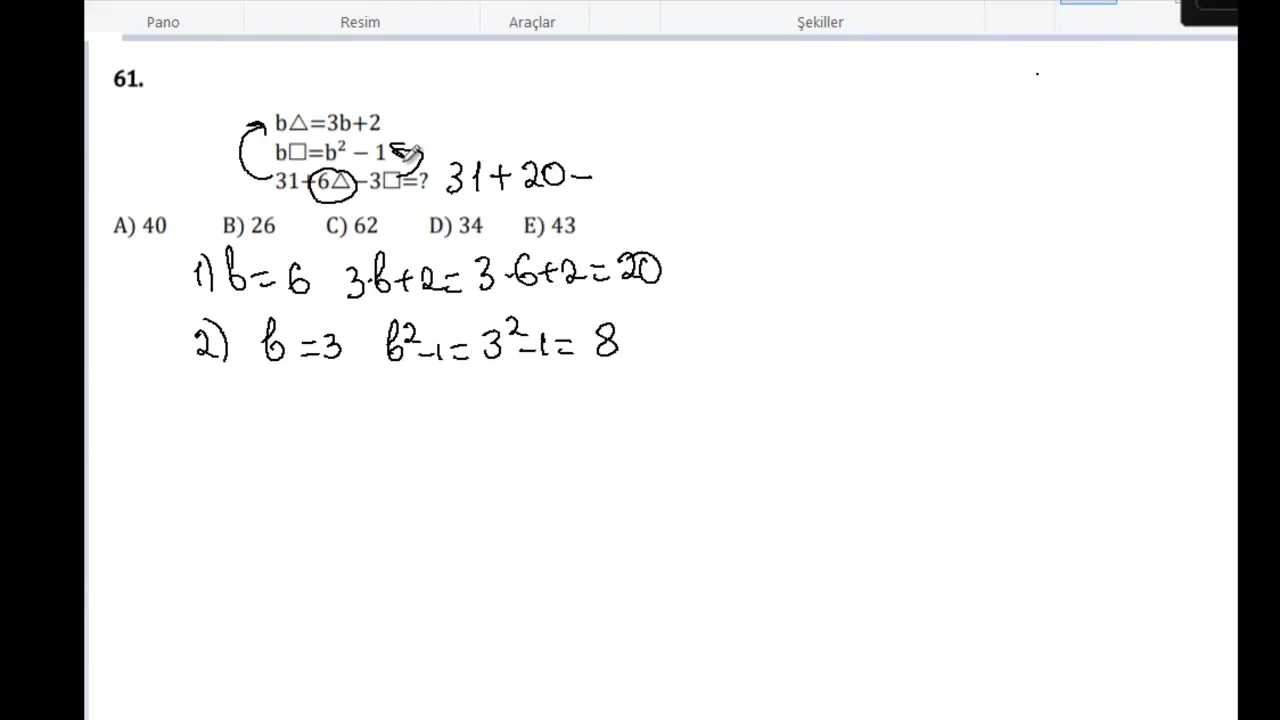 Pano Resim Araçlar Şekiller
61.
b△=3b+2
b□=b² − 1
31+6△−3□=? 31+20−
A) 40 B) 26 C) 62 D) 34 E) 43
1) b=6 3·b+2=3·6+2=20
2) b=3 b²-1=3²-1=8